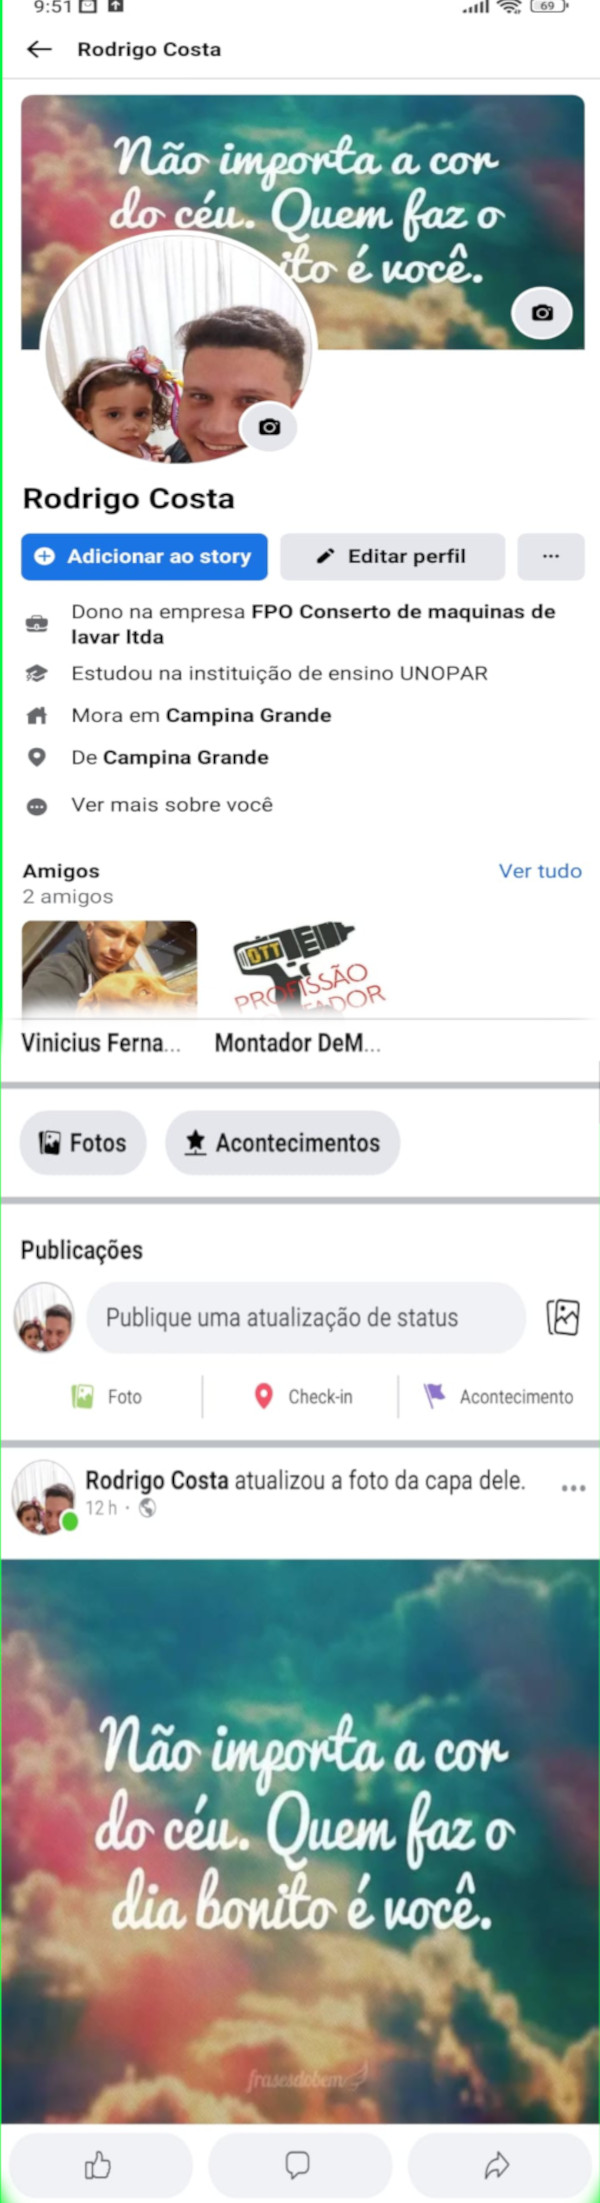 9:51
69
Rodrigo Costa
Não importa a cor
do céu. Quem faz o
ito é você.
Rodrigo Costa
Adicionar ao story
Editar perfil
Dono na empresa FPO Conserto de maquinas de
lavar ltda
Estudou na instituição de ensino UNOPAR
Mora em Campina Grande
De Campina Grande
Ver mais sobre você
Amigos
Ver tudo
2 amigos
OTT
PROFISSÃO
TADOR
Vinicius Ferna...
Montador DeM...
Fotos
Acontecimentos
Publicações
Publique uma atualização de status
Foto
Check-in
Acontecimento
Rodrigo Costa atualizou a foto da capa dele.
12 h ·
Não importa a cor
do céu. Quem faz o
dia bonito é você.
frasesdobem